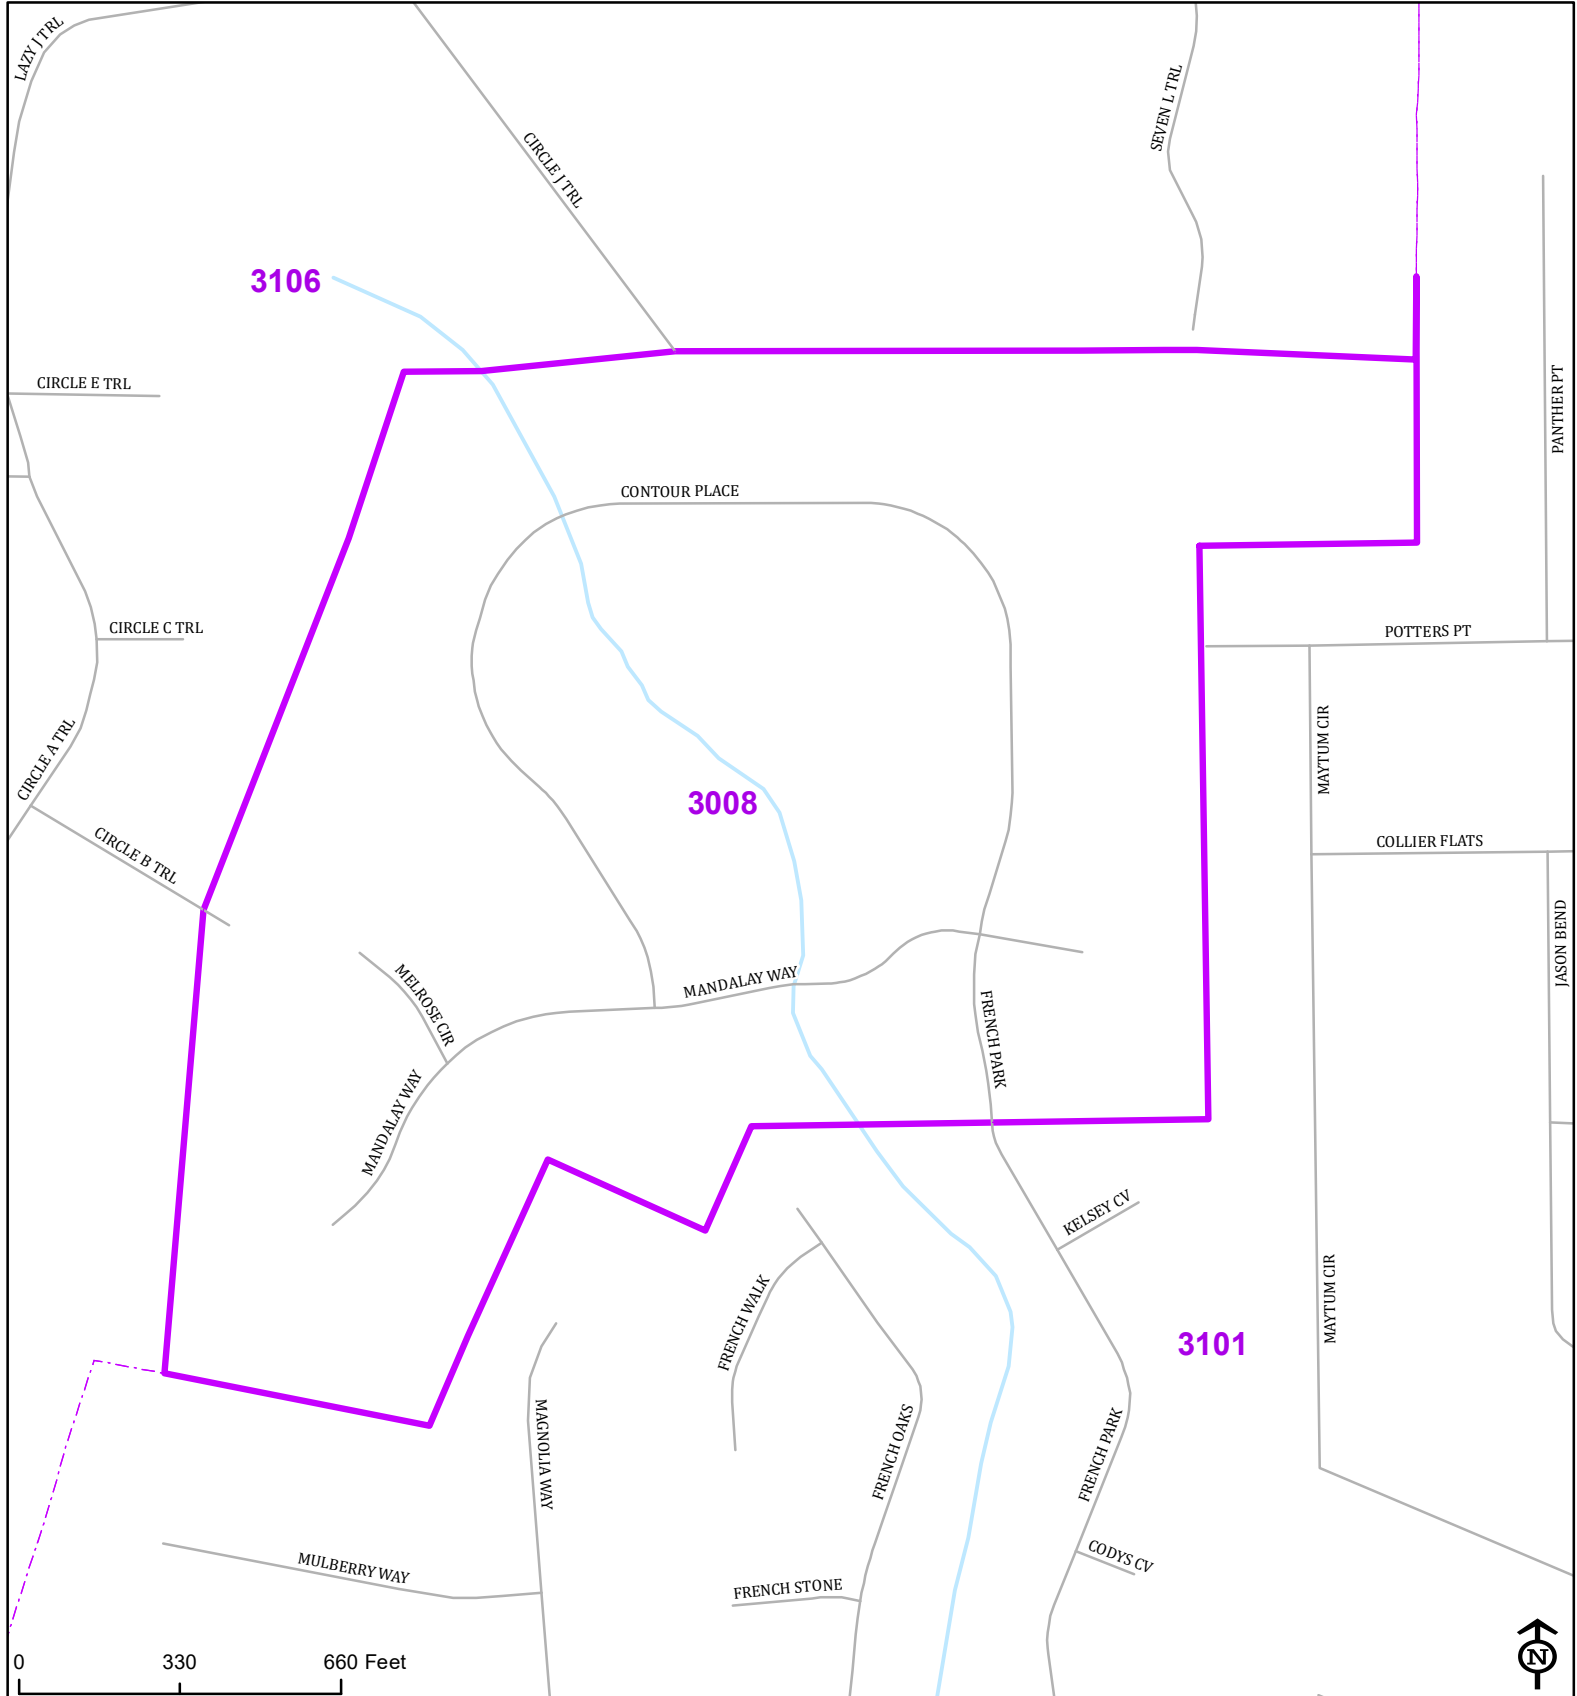 LAZY J TRL
CIRCLE J TRL
SEVEN L TRL
3106
CIRCLE E TRL
PANTHER PT
CONTOUR PLACE
CIRCLE C TRL
POTTERS PT
CIRCLE A TRL
MAYTUM CIR
3008
CIRCLE B TRL
COLLIER FLATS
JASON BEND
MELROSE CIR
MANDALAY WAY
FRENCH PARK
MANDALAY WAY
KELSEY CV
FRENCH WALK
MAYTUM CIR
3101
MAGNOLIA WAY
FRENCH OAKS
FRENCH PARK
MULBERRY WAY
CODYS CV
FRENCH STONE
0 330 660 Feet
N